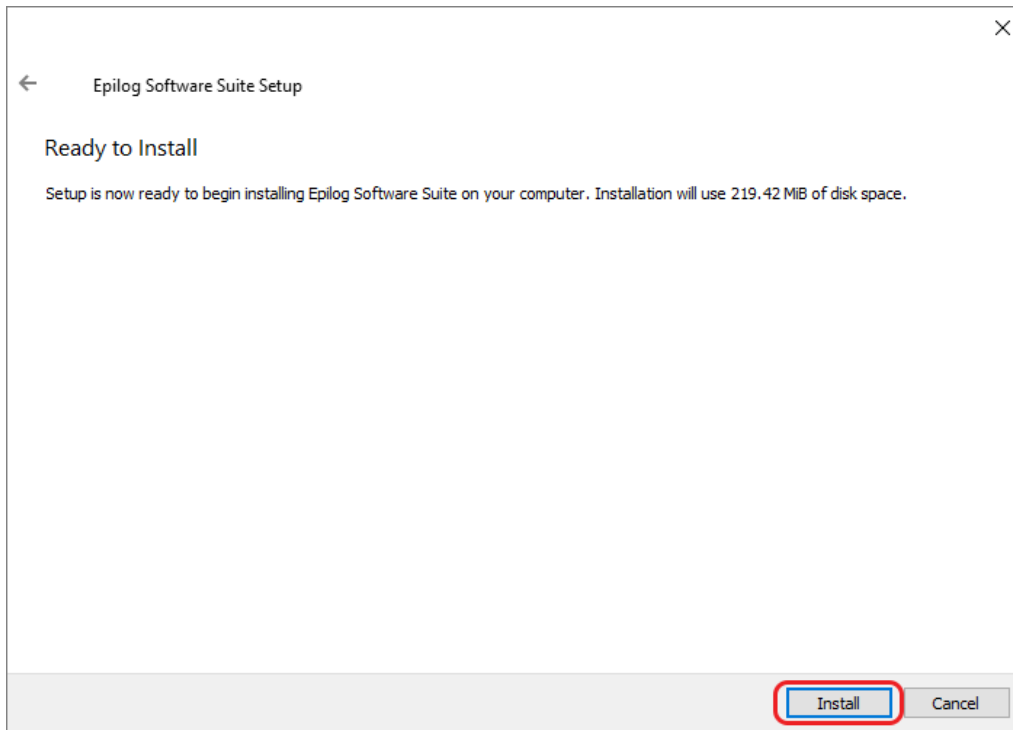 Epilog Software Suite Setup
Ready to Install
Setup is now ready to begin installing Epilog Software Suite on your computer. Installation will use 219.42 MiB of disk space.
Install
Cancel